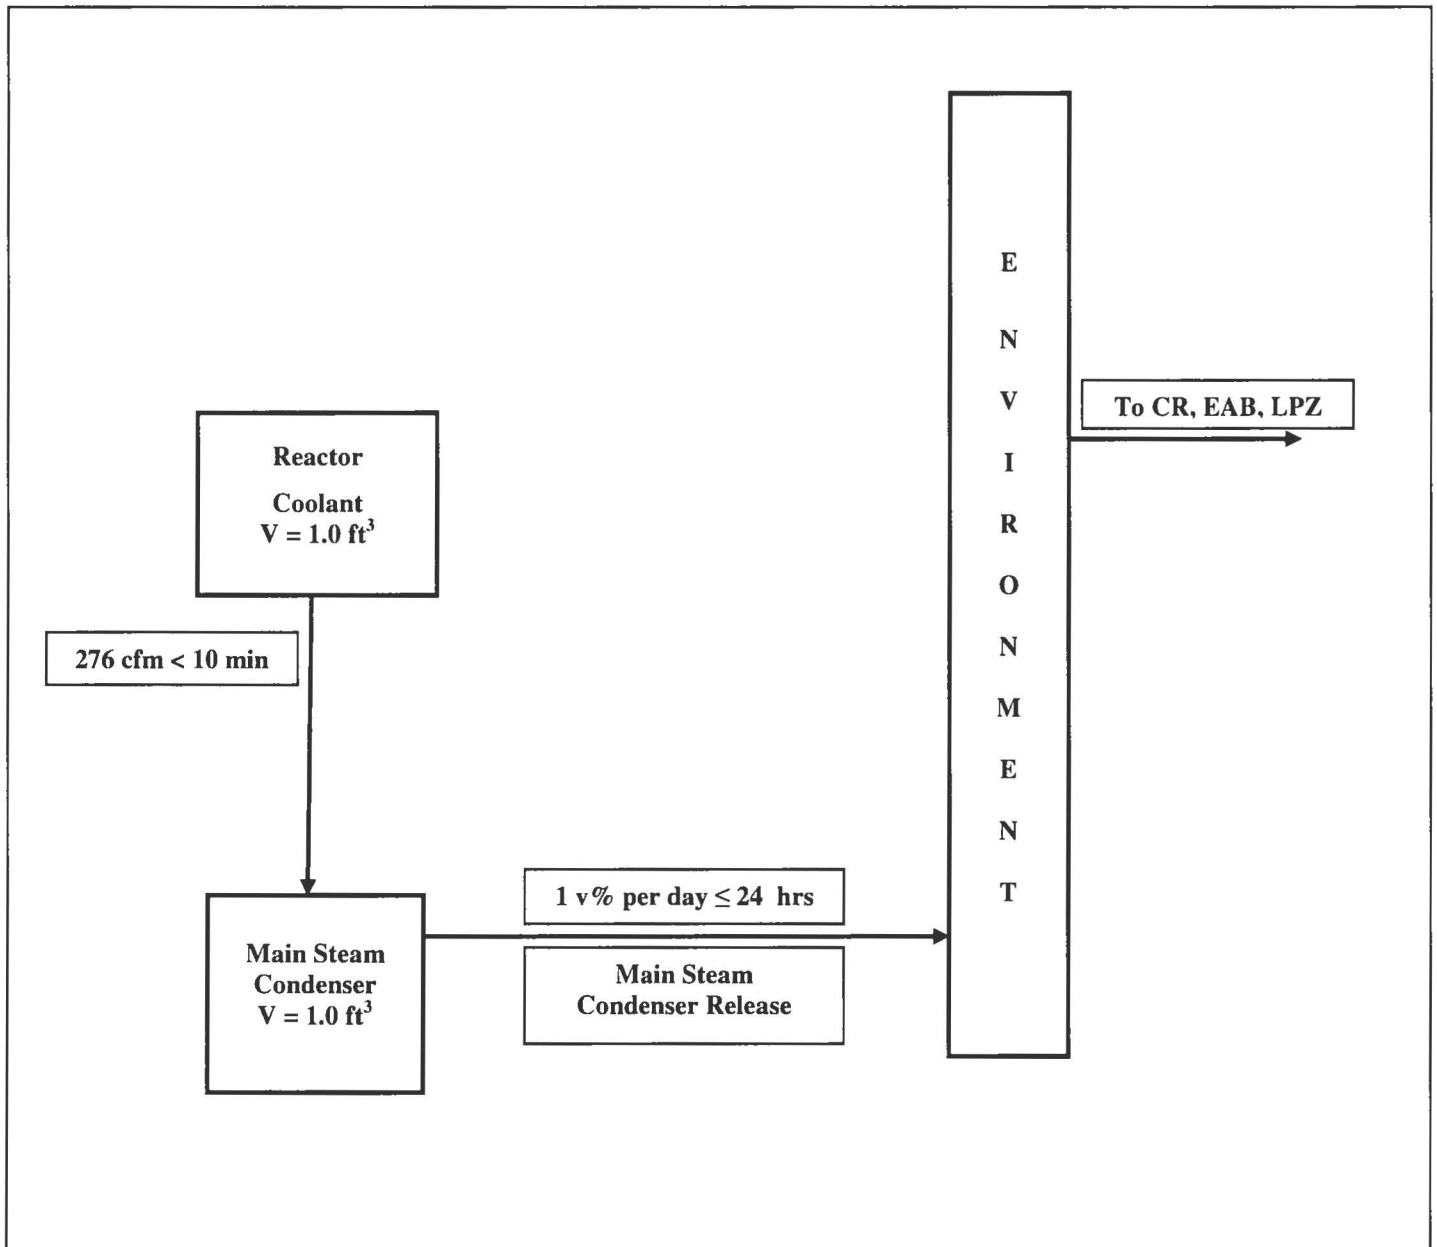 Reactor
Coolant
V = 1.0 ft³
276 cfm < 10 min
Main Steam
Condenser
V = 1.0 ft³
1 v% per day ≤ 24 hrs
Main Steam
Condenser Release
E
N
V
I
R
O
N
M
E
N
T
To CR, EAB, LPZ